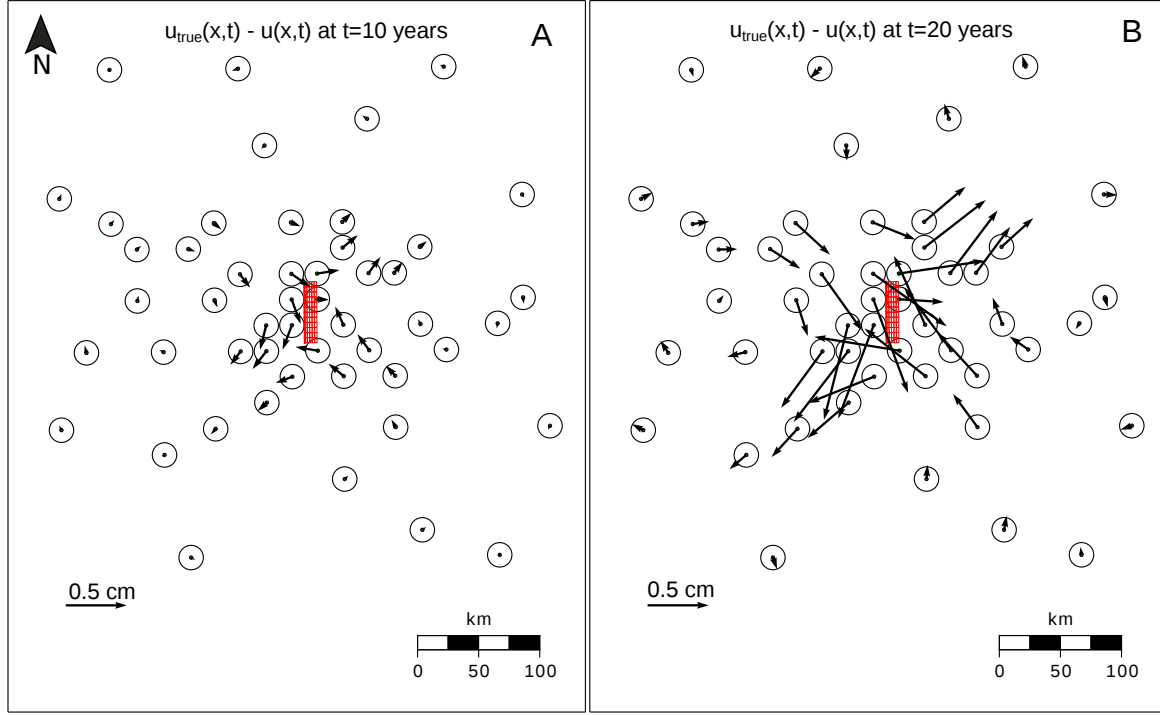 u_true(x,t) - u(x,t) at t=10 years
A
N
0.5 cm
km
0 50 100
u_true(x,t) - u(x,t) at t=20 years
B
0.5 cm
km
0 50 100